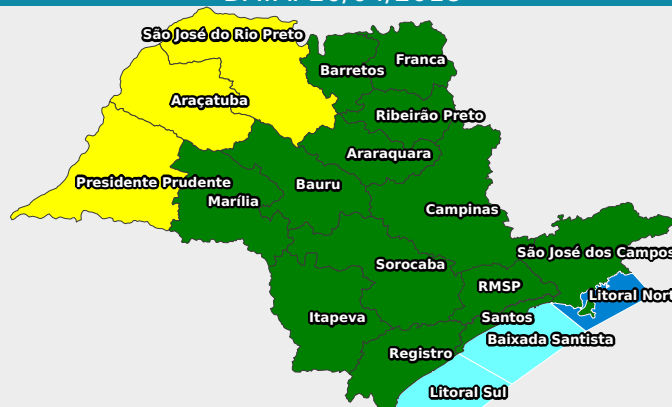 São José do Rio Preto
Franca
Barretos
Araçatuba
Ribeirão Preto
Araraquara
Presidente Prudente
Bauru
Marília
Campinas
São José dos Campos
Sorocaba
RMSP
Litoral Nort
Itapeva
Santos
Baixada Santista
Registro
Litoral Sul